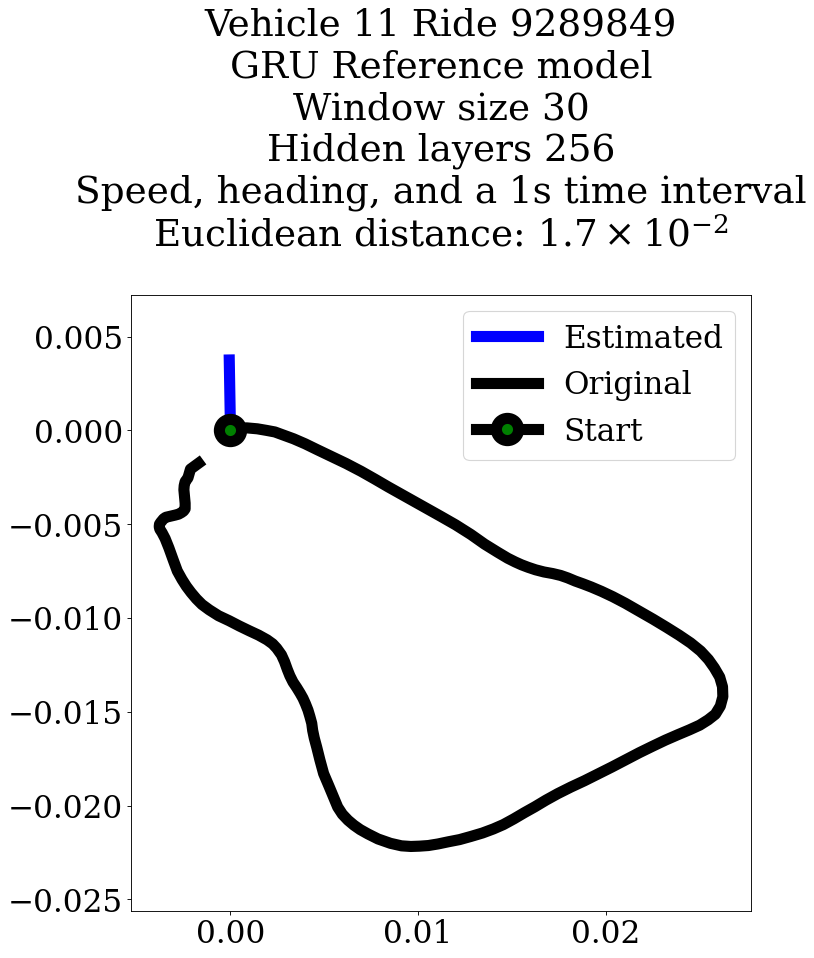 Vehicle 11 Ride 9289849
GRU Reference model
Window size 30
Hidden layers 256
Speed, heading, and a 1s time interval
Euclidean distance: 1.7 × 10⁻²
Estimated
Original
Start
0.005
0.000
−0.005
−0.010
−0.015
−0.020
−0.025
0.00 0.01 0.02